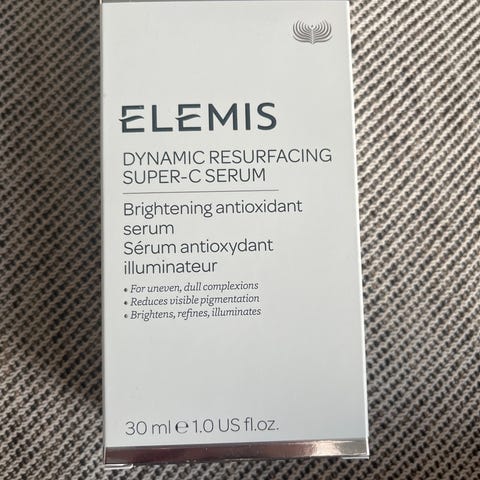 ELEMIS
DYNAMIC RESURFACING
SUPER-C SERUM
Brightening antioxidant
serum
Sérum antioxydant
illuminateur
• For uneven, dull complexions
• Reduces visible pigmentation
• Brightens, refines, illuminates
30 ml ℮ 1.0 US fl.oz.